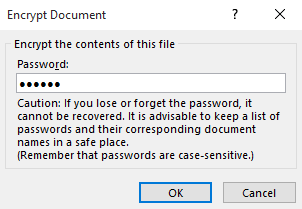 Encrypt Document
Encrypt the contents of this file
Password:
●●●●●●
Caution: If you lose or forget the password, it
cannot be recovered. It is advisable to keep a list of
passwords and their corresponding document
names in a safe place.
(Remember that passwords are case-sensitive.)
OK
Cancel